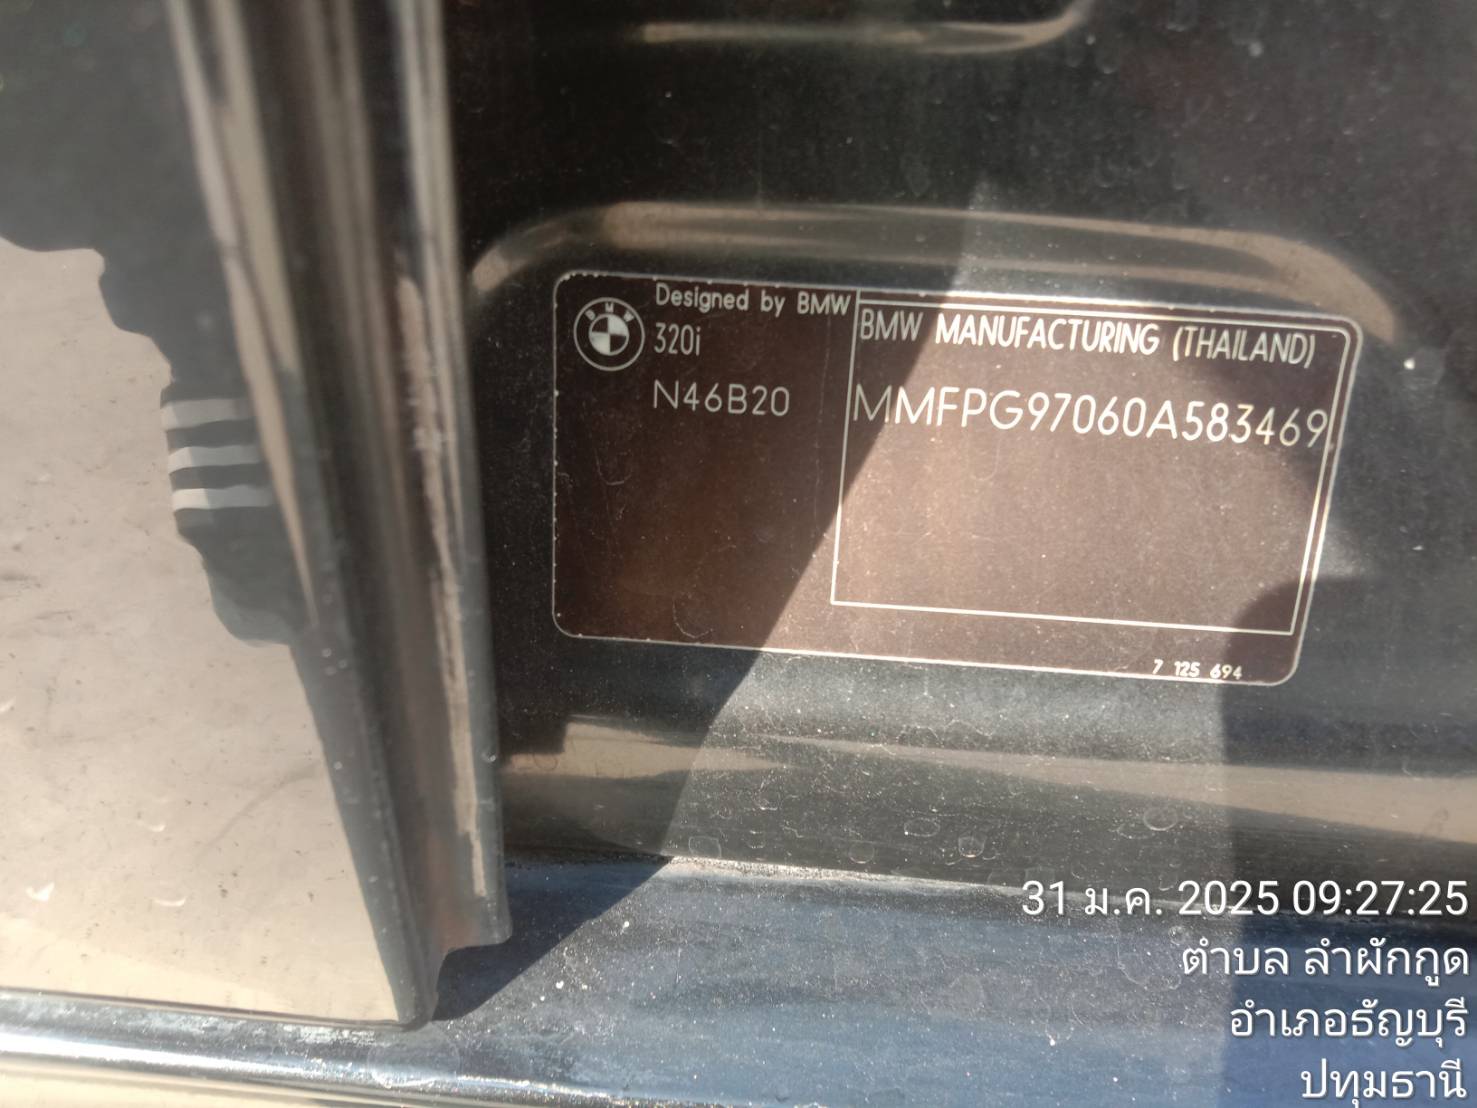 BMW
Designed by BMW
320i
N46B20
BMW MANUFACTURING (THAILAND)
MMFPG97060A583469
7 125 694
31 ม.ค. 2025 09:27:25
ตำบล ลำผักกูด
อำเภอธัญบุรี
ปทุมธานี